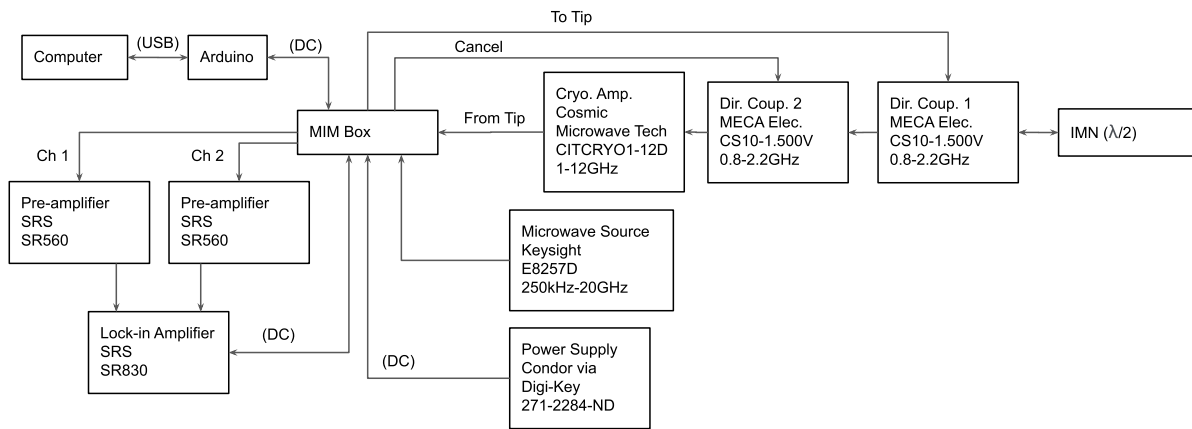 To Tip
(USB)
(DC)
Cancel
Computer
Arduino
Cryo. Amp.
Cosmic
Microwave Tech
CITCRYO1-12D
1-12GHz
Dir. Coup. 2
MECA Elec.
CS10-1.500V
0.8-2.2GHz
Dir. Coup. 1
MECA Elec.
CS10-1.500V
0.8-2.2GHz
From Tip
MIM Box
IMN (λ/2)
Ch 1
Ch 2
Pre-amplifier
SRS
SR560
Pre-amplifier
SRS
SR560
Microwave Source
Keysight
E8257D
250kHz-20GHz
Lock-in Amplifier
SRS
SR830
(DC)
(DC)
Power Supply
Condor via
Digi-Key
271-2284-ND